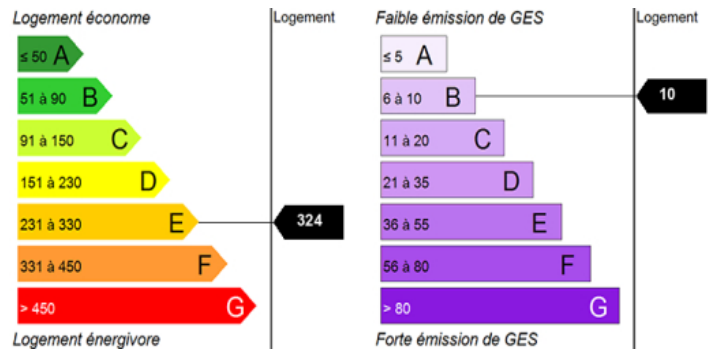 Logement économe
Logement
≤ 50 A
51 à 90 B
91 à 150 C
151 à 230 D
231 à 330 E
324
331 à 450 F
> 450 G
Logement énergivore
Faible émission de GES
Logement
≤ 5 A
6 à 10 B
10
11 à 20 C
21 à 35 D
36 à 55 E
56 à 80 F
> 80 G
Forte émission de GES